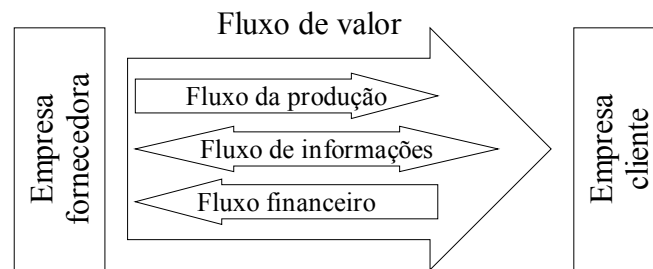 Fluxo de valor
Empresa
fornecedora
Fluxo da produção
Fluxo de informações
Fluxo financeiro
Empresa
cliente